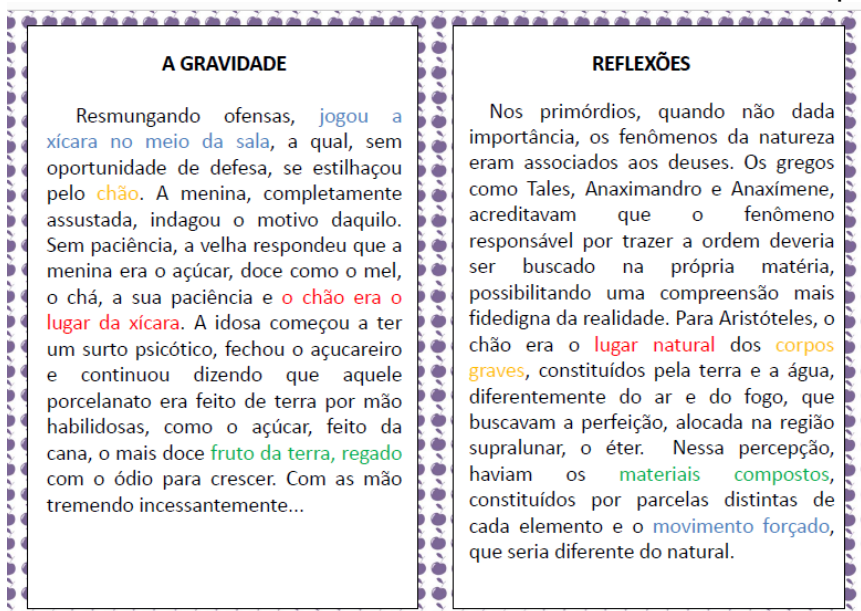 A GRAVIDADE
Resmungando ofensas, jogou a
xícara no meio da sala, a qual, sem
oportunidade de defesa, se estilhaçou
pelo chão. A menina, completamente
assustada, indagou o motivo daquilo.
Sem paciência, a velha respondeu que a
menina era o açúcar, doce como o mel,
o chá, a sua paciência e o chão era o
lugar da xícara. A idosa começou a ter
um surto psicótico, fechou o açucareiro
e continuou dizendo que aquele
porcelanato era feito de terra por mão
habilidosas, como o açúcar, feito da
cana, o mais doce fruto da terra, regado
com o ódio para crescer. Com as mão
tremendo incessantemente...
REFLEXÕES
Nos primórdios, quando não dada
importância, os fenômenos da natureza
eram associados aos deuses. Os gregos
como Tales, Anaximandro e Anaxímene,
acreditavam que o fenômeno
responsável por trazer a ordem deveria
ser buscado na própria matéria,
possibilitando uma compreensão mais
fidedigna da realidade. Para Aristóteles, o
chão era o lugar natural dos corpos
graves, constituídos pela terra e a água,
diferentemente do ar e do fogo, que
buscavam a perfeição, alocada na região
supralunar, o éter. Nessa percepção,
haviam os materiais compostos,
constituídos por parcelas distintas de
cada elemento e o movimento forçado,
que seria diferente do natural.